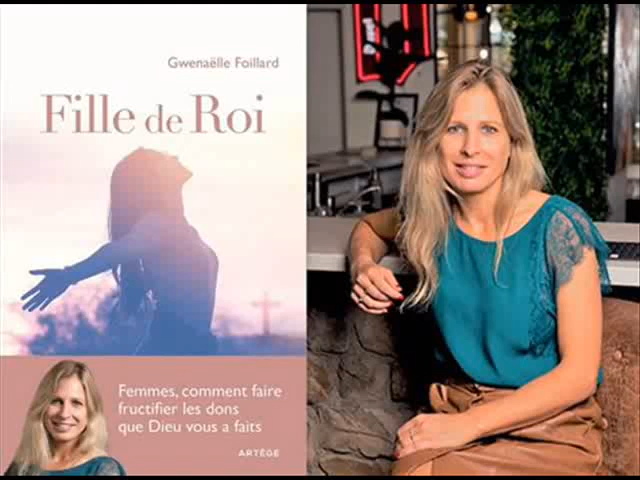 Gwenaëlle Foillard
Fille de Roi
Femmes, comment faire
fructifier les dons
que Dieu vous a faits
ARTÈGE